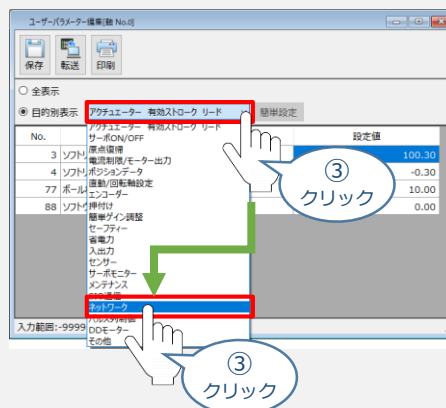 ユーザーパラメーター編集[軸 No.0]
保存 転送 印刷
全表示
目的別表示 アクチュエーター 有効ストローク リード 簡単設定
No. 設定値
3 ソフトリ 100.30
4 ソフトリ -0.30
77 ボール 10.00
88 ソフトウ 0.00
アクチュエーター 有効ストローク リード
サーボON/OFF
原点復帰
電流制限/モーター出力
ポジションデータ
直動/回転軸設定
エンコーダー
押付け
簡単ゲイン調整
セーフティー
省電力
入出力
センサー
サーボモニター
メンテナンス
ネットワーク
パルス列制御
DDモーター
その他
入力範囲:-9999
③
クリック
③
クリック